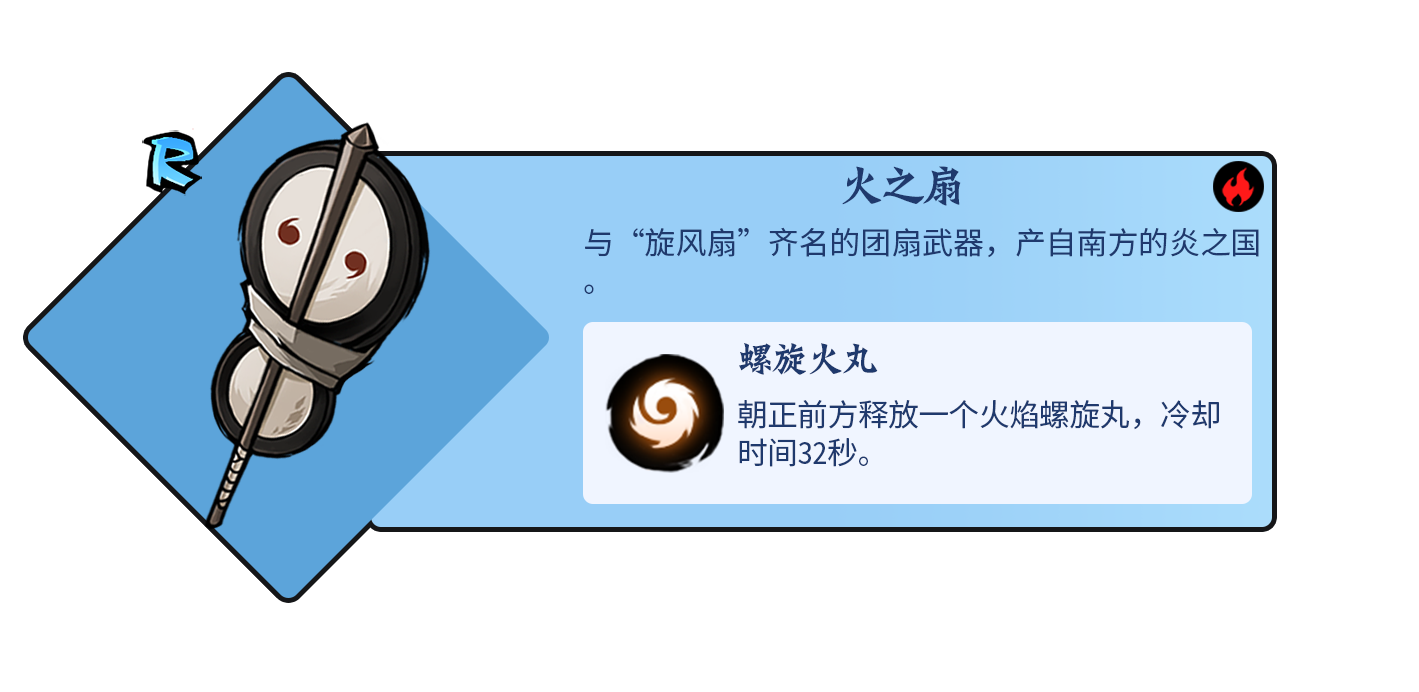 R
火之扇
与“旋风扇”齐名的团扇武器，产自南方的炎之国
。
螺旋火丸
朝正前方释放一个火焰螺旋丸，冷却
时间32秒。